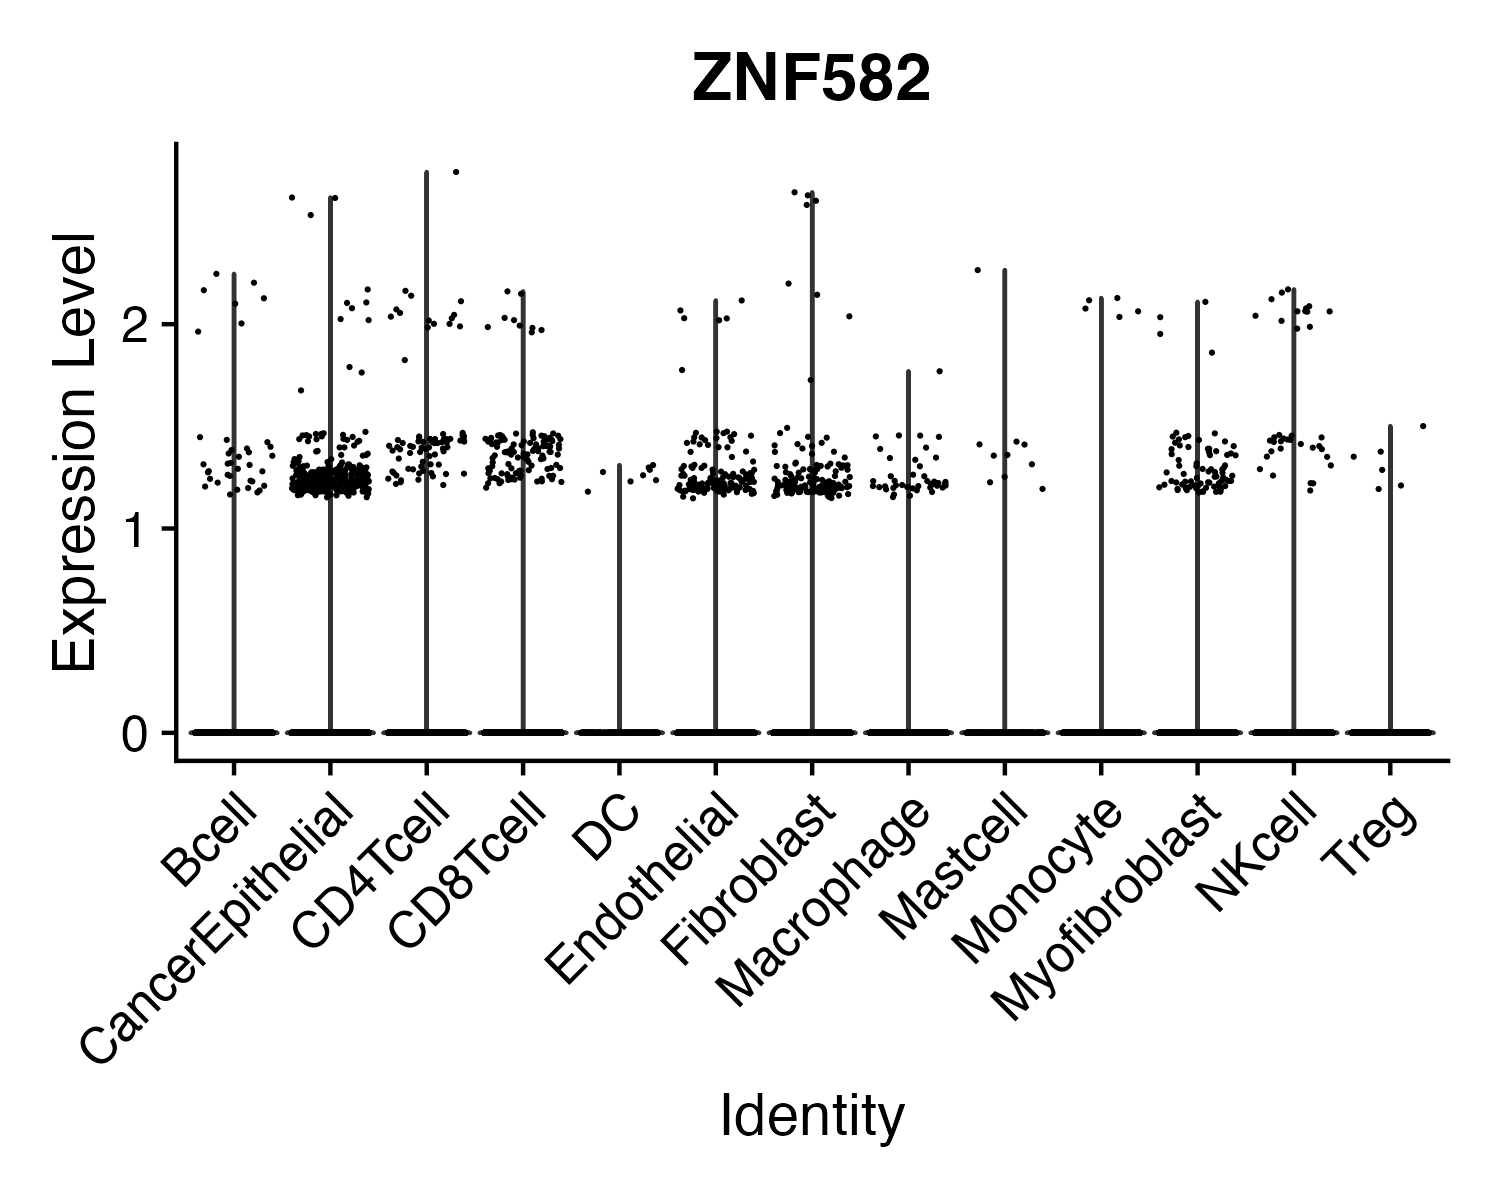 ZNF582
Expression Level
2
1
0
Bcell
CancerEpithelial
CD4Tcell
CD8Tcell
DC
Endothelial
Fibroblast
Macrophage
Mastcell
Monocyte
Myofibroblast
NKcell
Treg
Identity